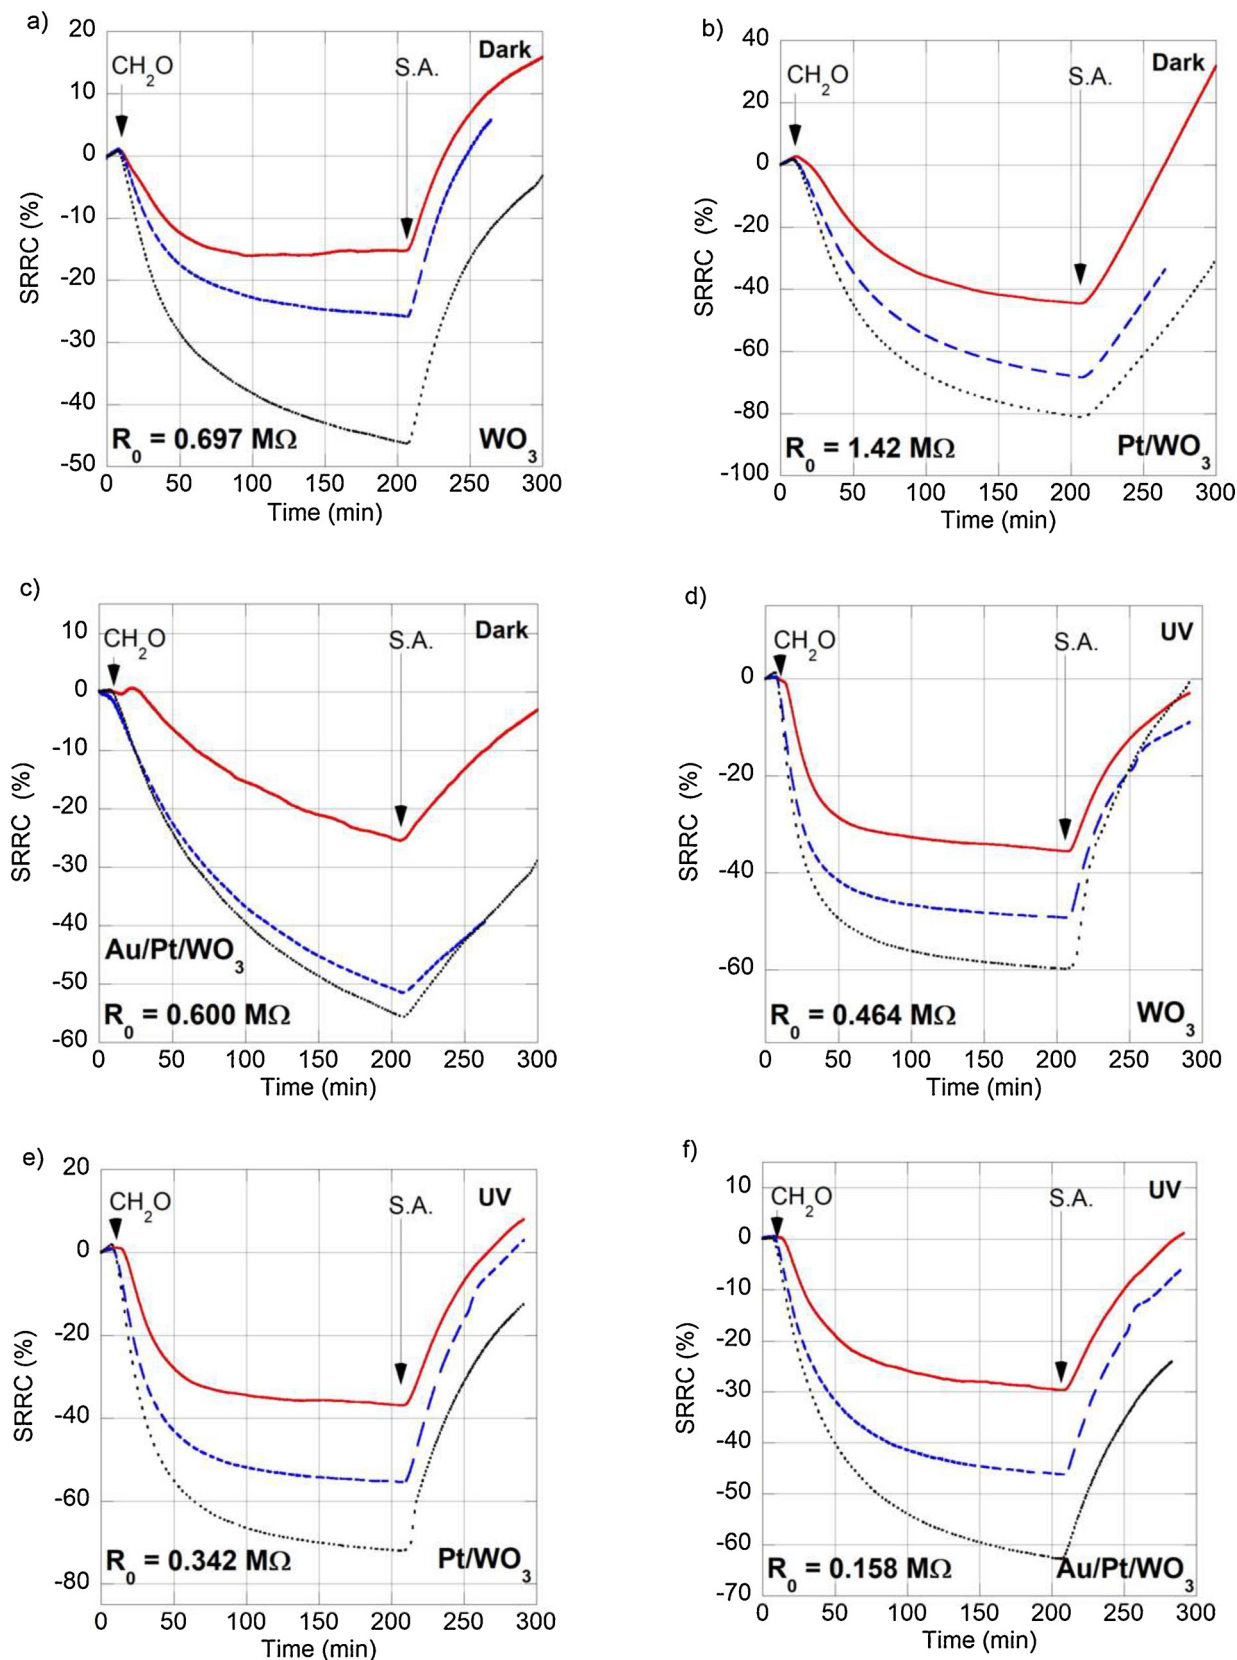 a)
20
10
0
-10
-20
-30
-40
-50
SRRC (%)
CH2O
S.A.
Dark
R0 = 0.697 MΩ
WO3
0 50 100 150 200 250 300
Time (min)
b)
40
20
0
-20
-40
-60
-80
-100
SRRC (%)
CH2O
S.A.
Dark
R0 = 1.42 MΩ
Pt/WO3
0 50 100 150 200 250 300
Time (min)
c)
10
0
-10
-20
-30
-40
-50
-60
SRRC (%)
CH2O
S.A.
Dark
Au/Pt/WO3
R0 = 0.600 MΩ
0 50 100 150 200 250 300
Time (min)
d)
0
-20
-40
-60
SRRC (%)
CH2O
S.A.
UV
R0 = 0.464 MΩ
WO3
0 50 100 150 200 250 300
Time (min)
e)
20
0
-20
-40
-60
-80
SRRC (%)
CH2O
S.A.
UV
R0 = 0.342 MΩ
Pt/WO3
0 50 100 150 200 250 300
Time (min)
f)
10
0
-10
-20
-30
-40
-50
-60
-70
SRRC (%)
CH2O
S.A.
UV
R0 = 0.158 MΩ
Au/Pt/WO3
0 50 100 150 200 250 300
Time (min)